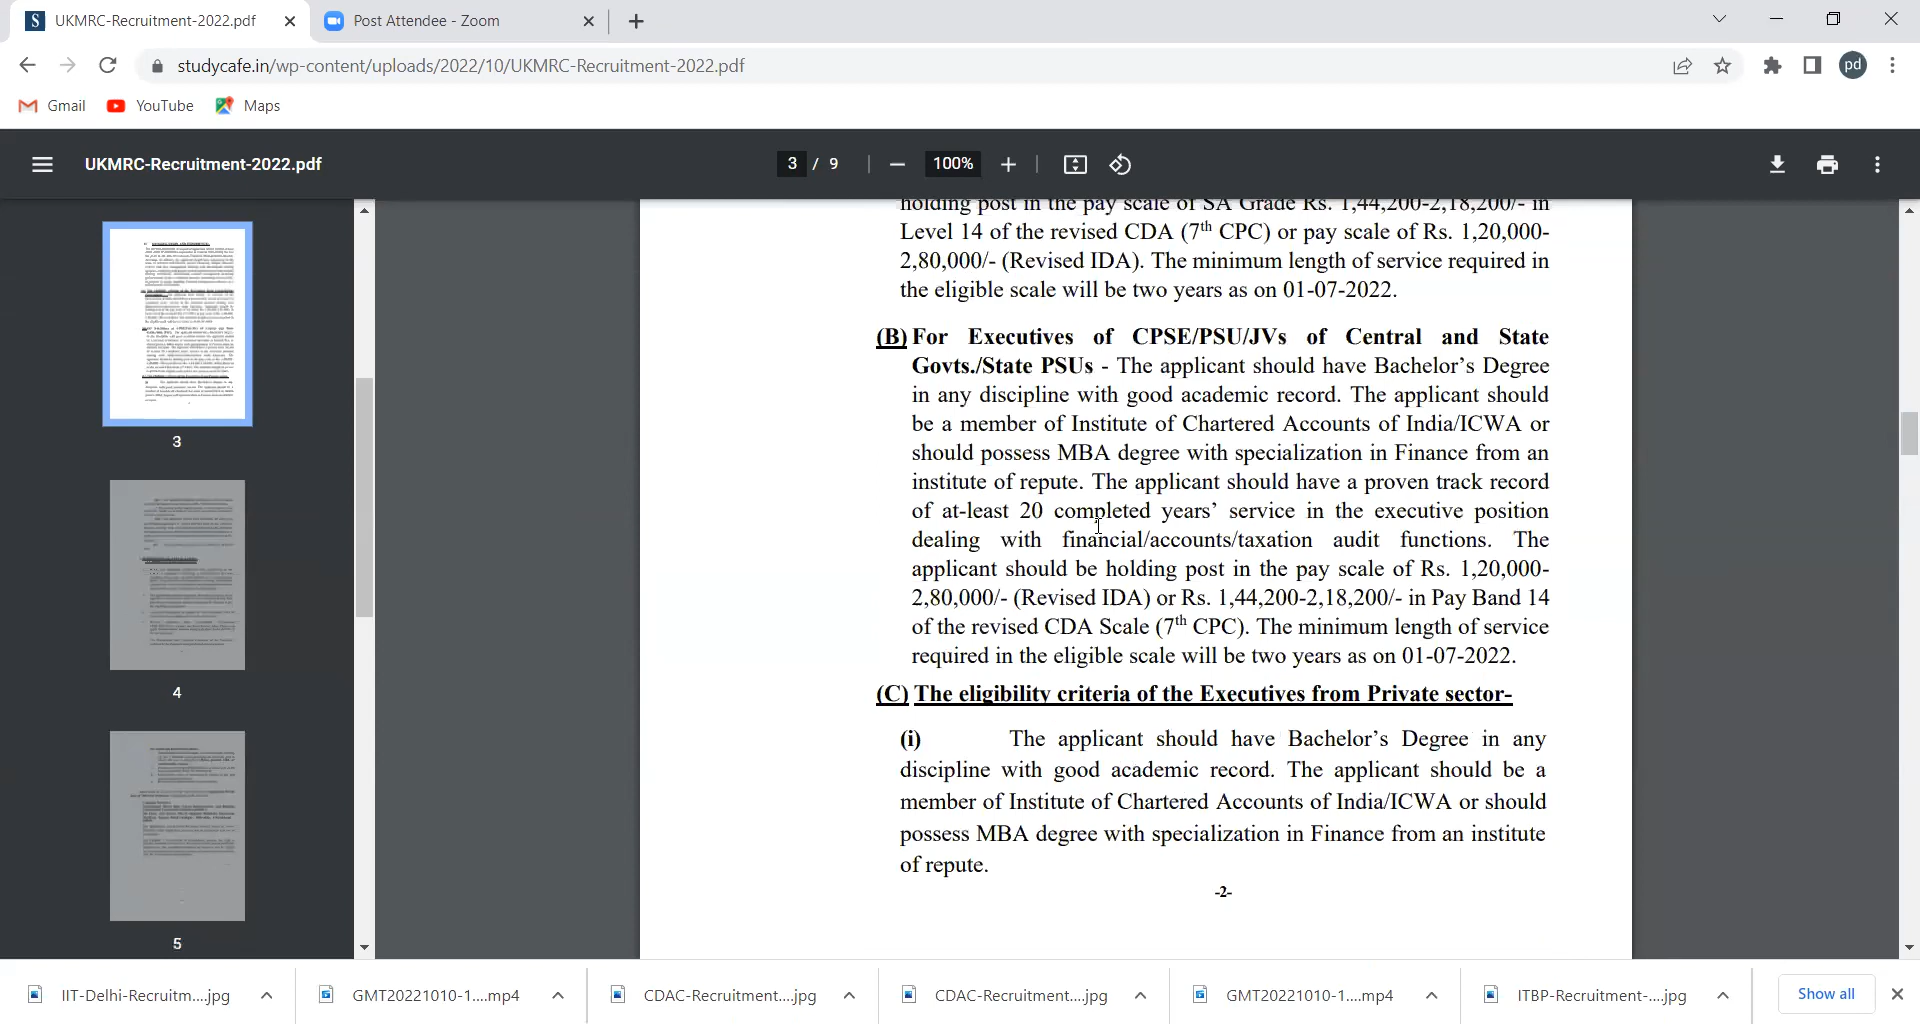 UKMRC-Recruitment-2022.pdf
Post Attendee - Zoom
studycafe.in/wp-content/uploads/2022/10/UKMRC-Recruitment-2022.pdf
pd
Gmail
YouTube
Maps
UKMRC-Recruitment-2022.pdf
3 / 9
100%
3
4
5
holding post in the pay scale of SA Grade Rs. 1,44,200-2,18,200/- in
Level 14 of the revised CDA (7th CPC) or pay scale of Rs. 1,20,000-
2,80,000/- (Revised IDA). The minimum length of service required in
the eligible scale will be two years as on 01-07-2022.
(B) For Executives of CPSE/PSU/JVs of Central and State
Govts./State PSUs - The applicant should have Bachelor's Degree
in any discipline with good academic record. The applicant should
be a member of Institute of Chartered Accounts of India/ICWA or
should possess MBA degree with specialization in Finance from an
institute of repute. The applicant should have a proven track record
of at-least 20 completed years' service in the executive position
dealing with financial/accounts/taxation audit functions. The
applicant should be holding post in the pay scale of Rs. 1,20,000-
2,80,000/- (Revised IDA) or Rs. 1,44,200-2,18,200/- in Pay Band 14
of the revised CDA Scale (7th CPC). The minimum length of service
required in the eligible scale will be two years as on 01-07-2022.
(C) The eligibility criteria of the Executives from Private sector-
(i) The applicant should have Bachelor's Degree in any
discipline with good academic record. The applicant should be a
member of Institute of Chartered Accounts of India/ICWA or should
possess MBA degree with specialization in Finance from an institute
of repute.
-2-
IIT-Delhi-Recruitm....jpg
GMT20221010-1....mp4
CDAC-Recruitment....jpg
CDAC-Recruitment....jpg
GMT20221010-1....mp4
ITBP-Recruitment-....jpg
Show all